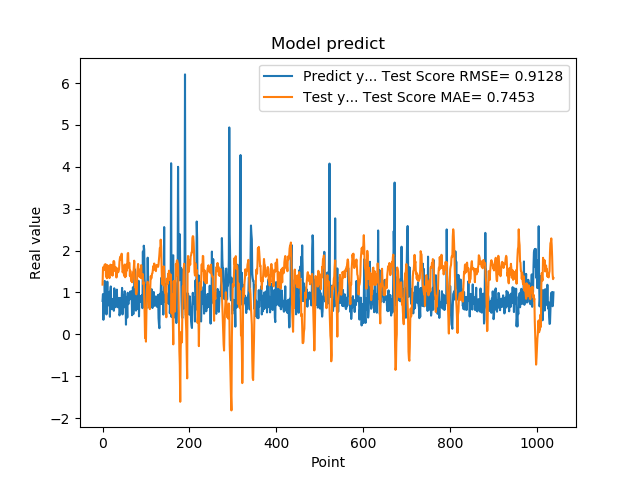 Model predict
Predict y... Test Score RMSE= 0.9128
Test y... Test Score MAE= 0.7453
Real value
6
5
4
3
2
1
0
−1
−2
0 200 400 600 800 1000
Point